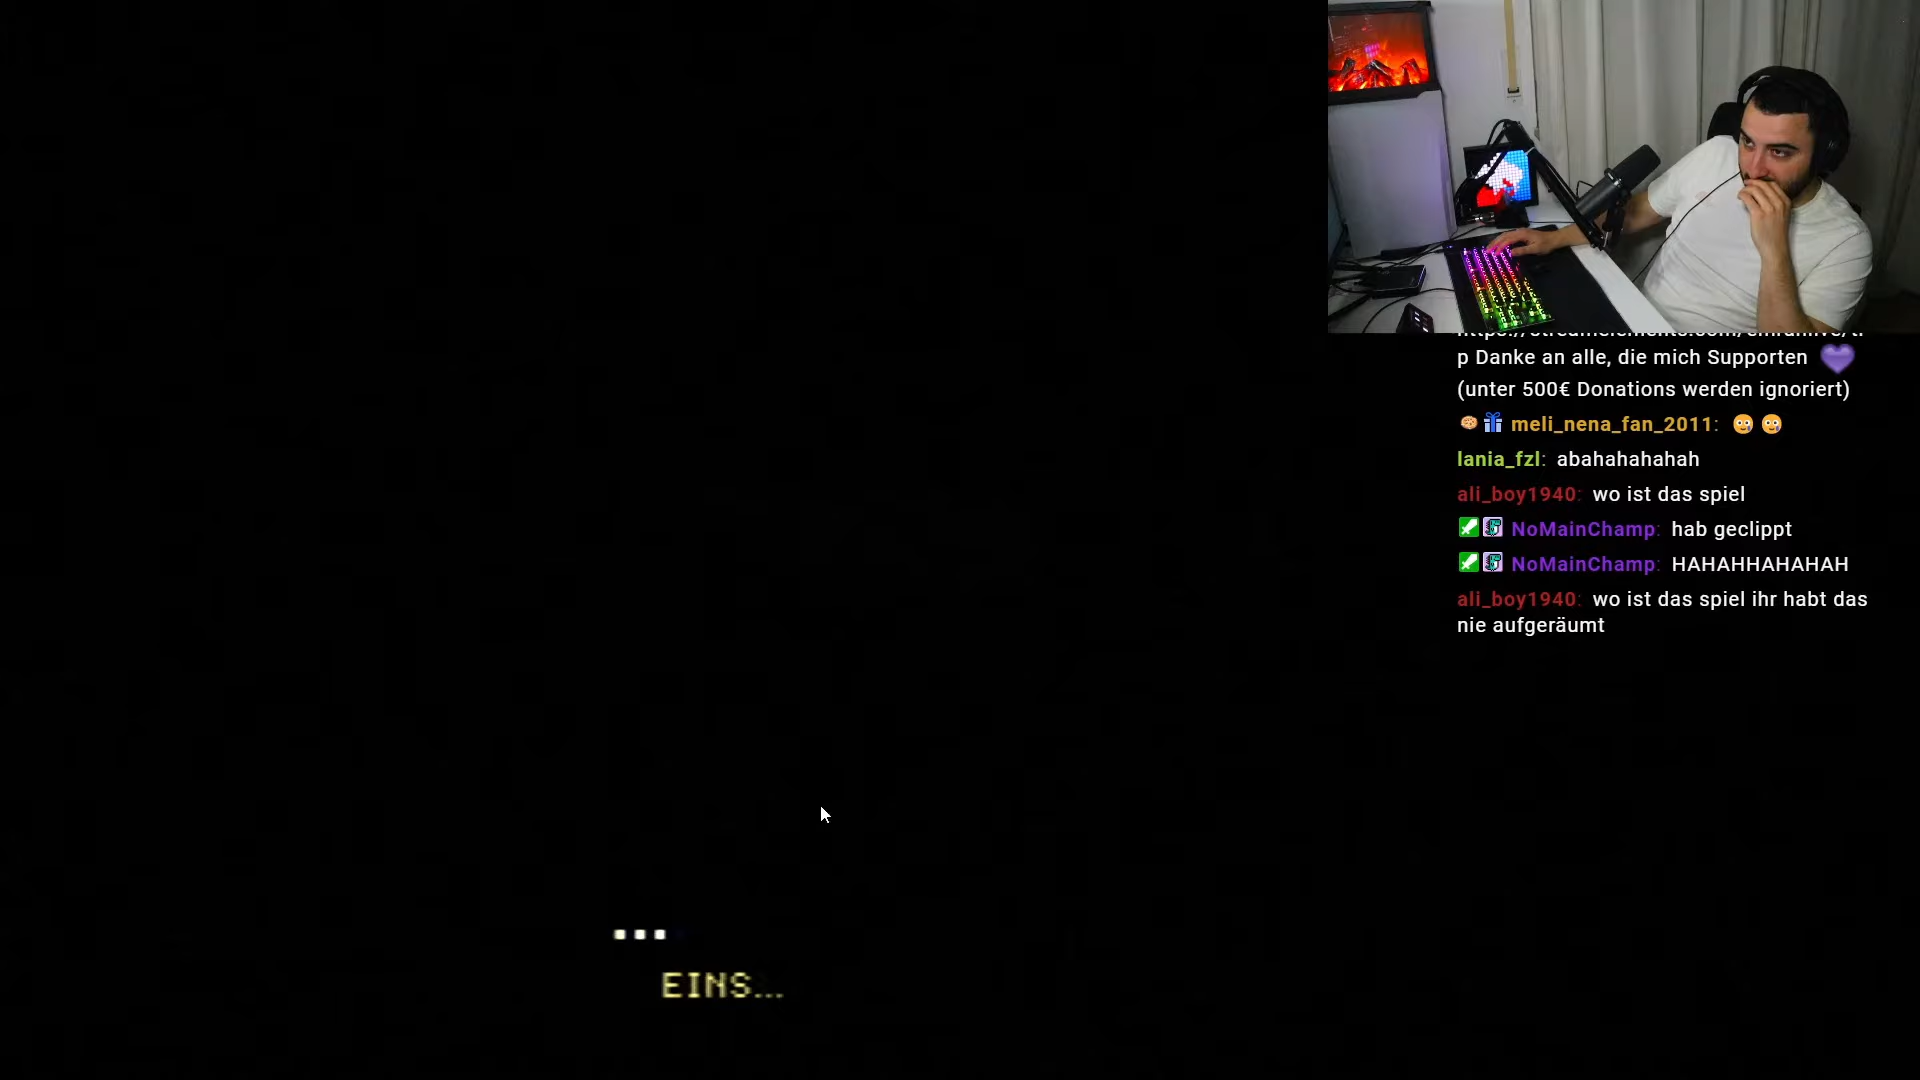 p Danke an alle, die mich Supporten
(unter 500€ Donations werden ignoriert)
meli_nena_fan_2011:
lania_fzl: abahahahahah
ali_boy1940: wo ist das spiel
NoMainChamp: hab geclippt
NoMainChamp: HAHAHHAHAHAH
ali_boy1940: wo ist das spiel ihr habt das
nie aufgeräumt
...
EINS...